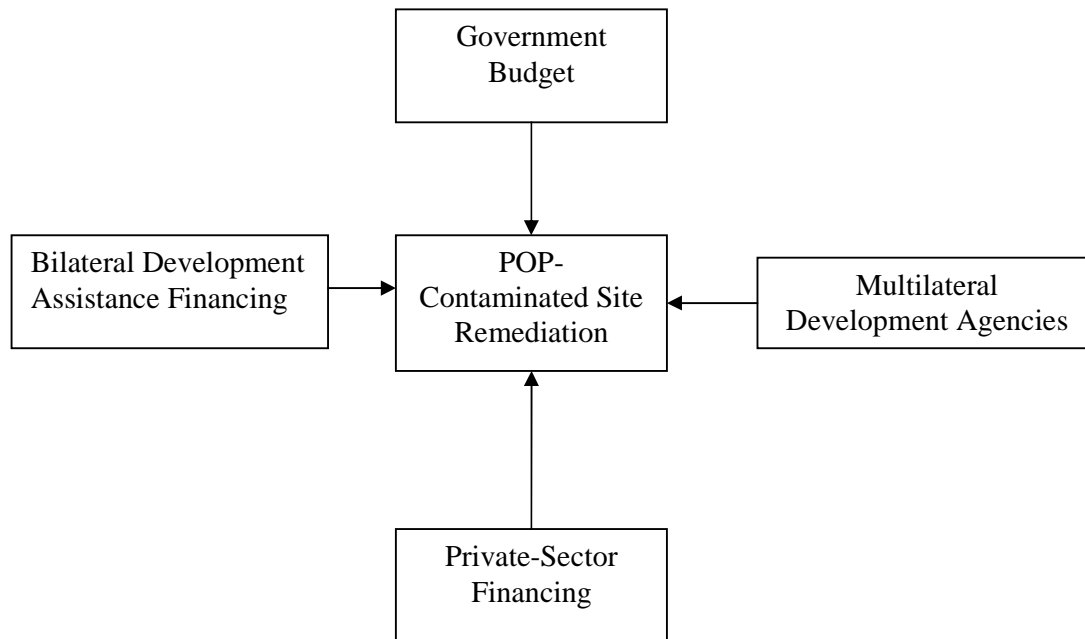 Government
Budget
Bilateral Development
Assistance Financing
POP-
Contaminated Site
Remediation
Multilateral
Development Agencies
Private-Sector
Financing